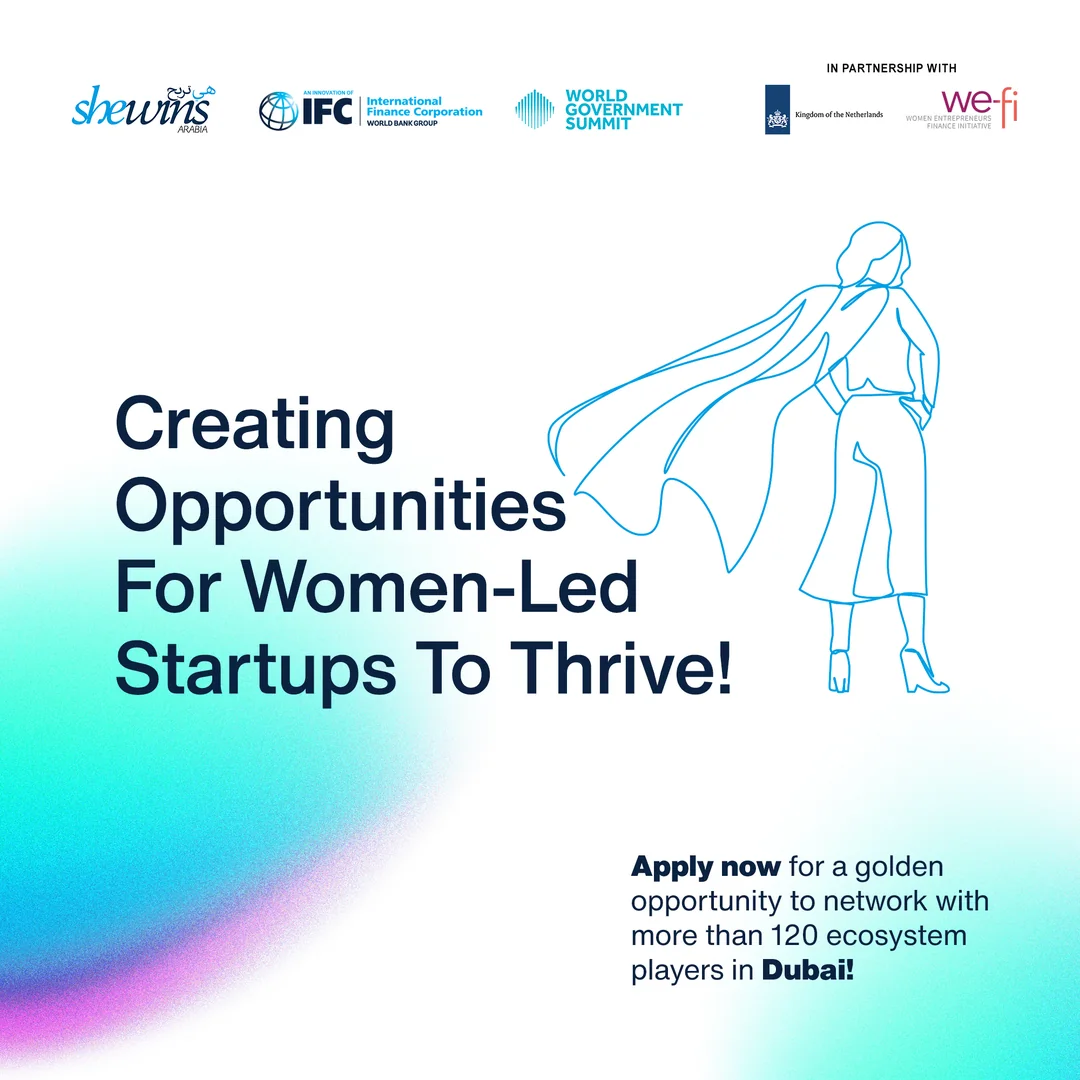 IN PARTNERSHIP WITH
هي تربح
shewins
ARABIA
AN INNOVATION OF
IFC
International
Finance Corporation
WORLD BANK GROUP
WORLD
GOVERNMENT
SUMMIT
Kingdom of the Netherlands
we-fi
WOMEN ENTREPRENEURS
FINANCE INITIATIVE
Creating
Opportunities
For Women-Led
Startups To Thrive!
Apply now for a golden
opportunity to network with
more than 120 ecosystem
players in Dubai!